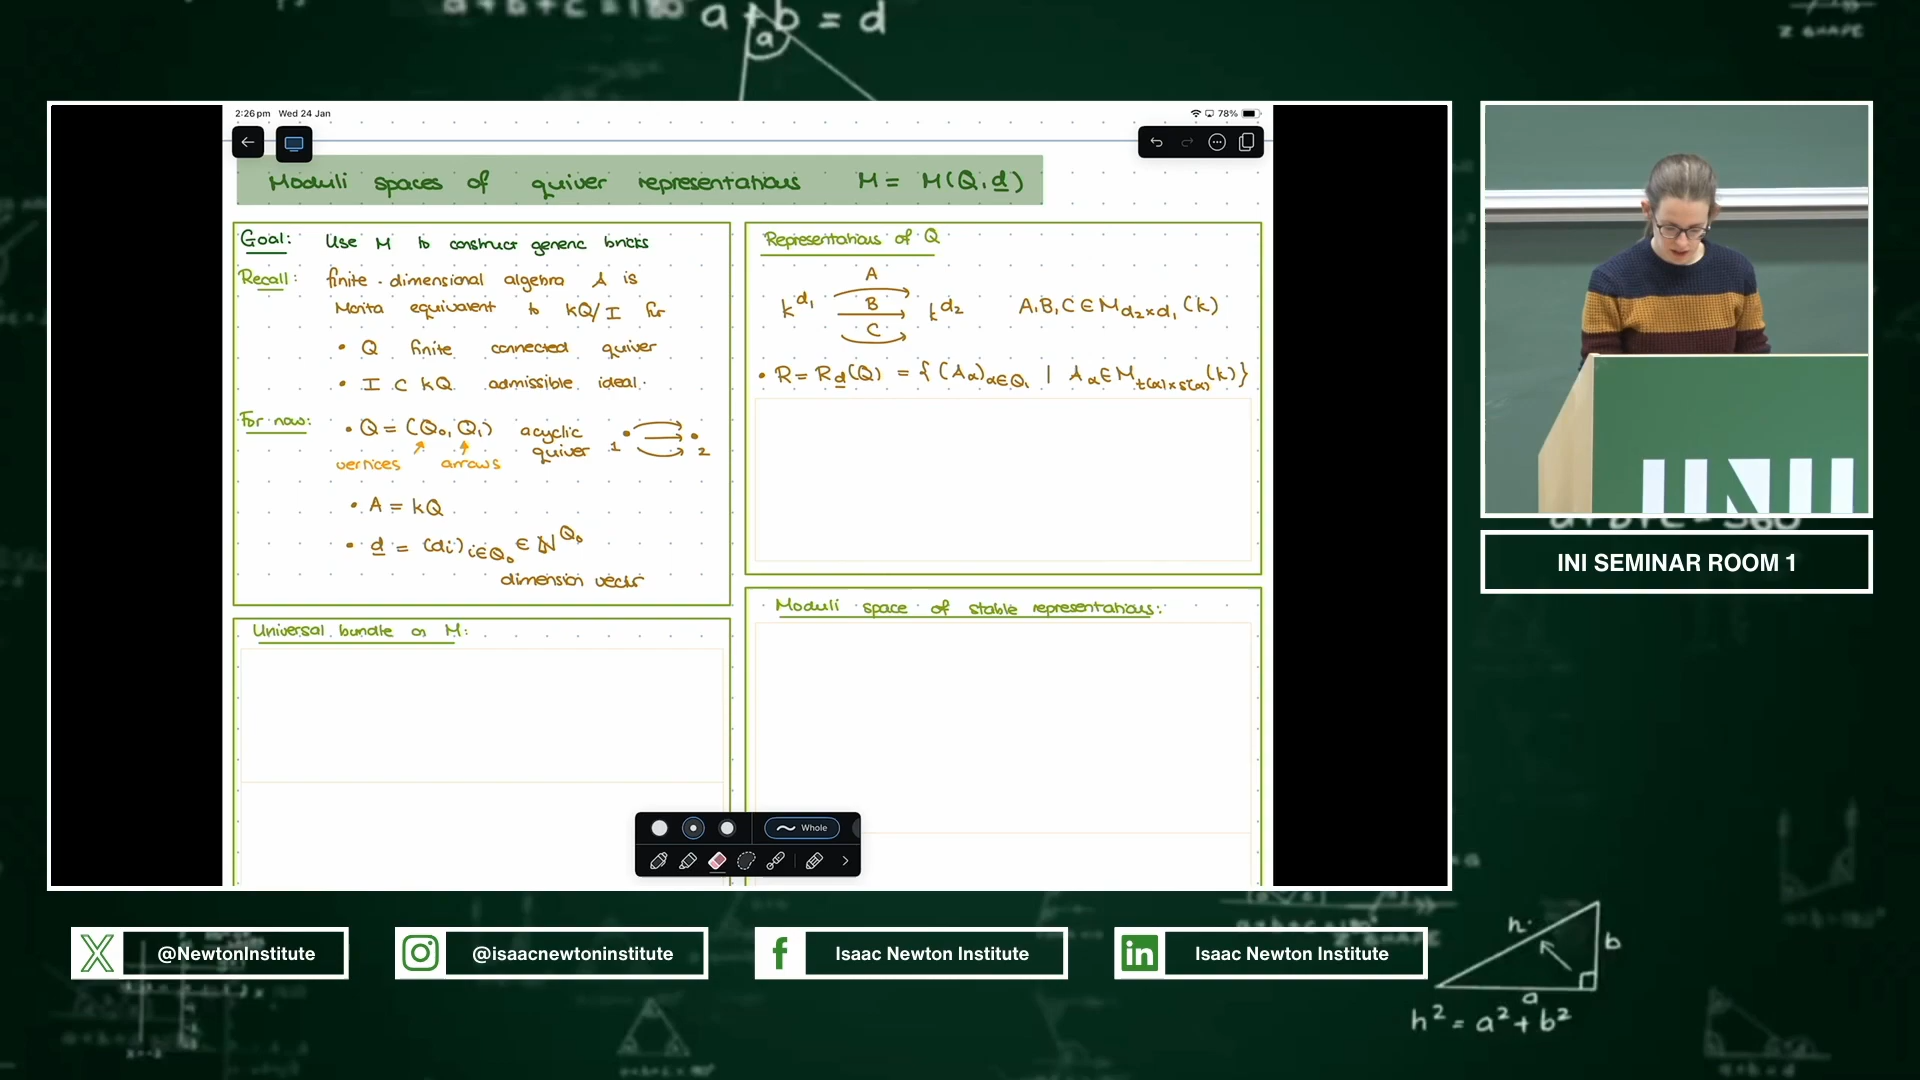 a + b + c = 180°
a + b = d
a
Z SHAPE
2:26 pm Wed 24 Jan
78%
Moduli spaces of quiver representations M = M(Q, d)
Goal: Use M to construct generic bricks
Recall: finite-dimensional algebra A is
Morita equivalent to kQ/I for
• Q finite connected quiver
• I ⊂ kQ admissible ideal.
For now: • Q = (Q₀, Q₁) acyclic
quiver 1 2
vertices arrows
• A = kQ
• d = (di)i∈Q₀ ∈ ℕ^Q₀
dimension vector
Representations of Q
A
k^d₁ B k^d₂ A,B,C ∈ M_d₂×d₁ (k)
C
• R = R_d(Q) = { (Aα)α∈Q₁ | Aα ∈ M_t(α)×s(α) (k) }
Universal bundle on M:
Moduli space of stable representations:
Whole
INI SEMINAR ROOM 1
@NewtonInstitute
@isaacnewtoninstitute
Isaac Newton Institute
Isaac Newton Institute
h
b
a
h² = a² + b²